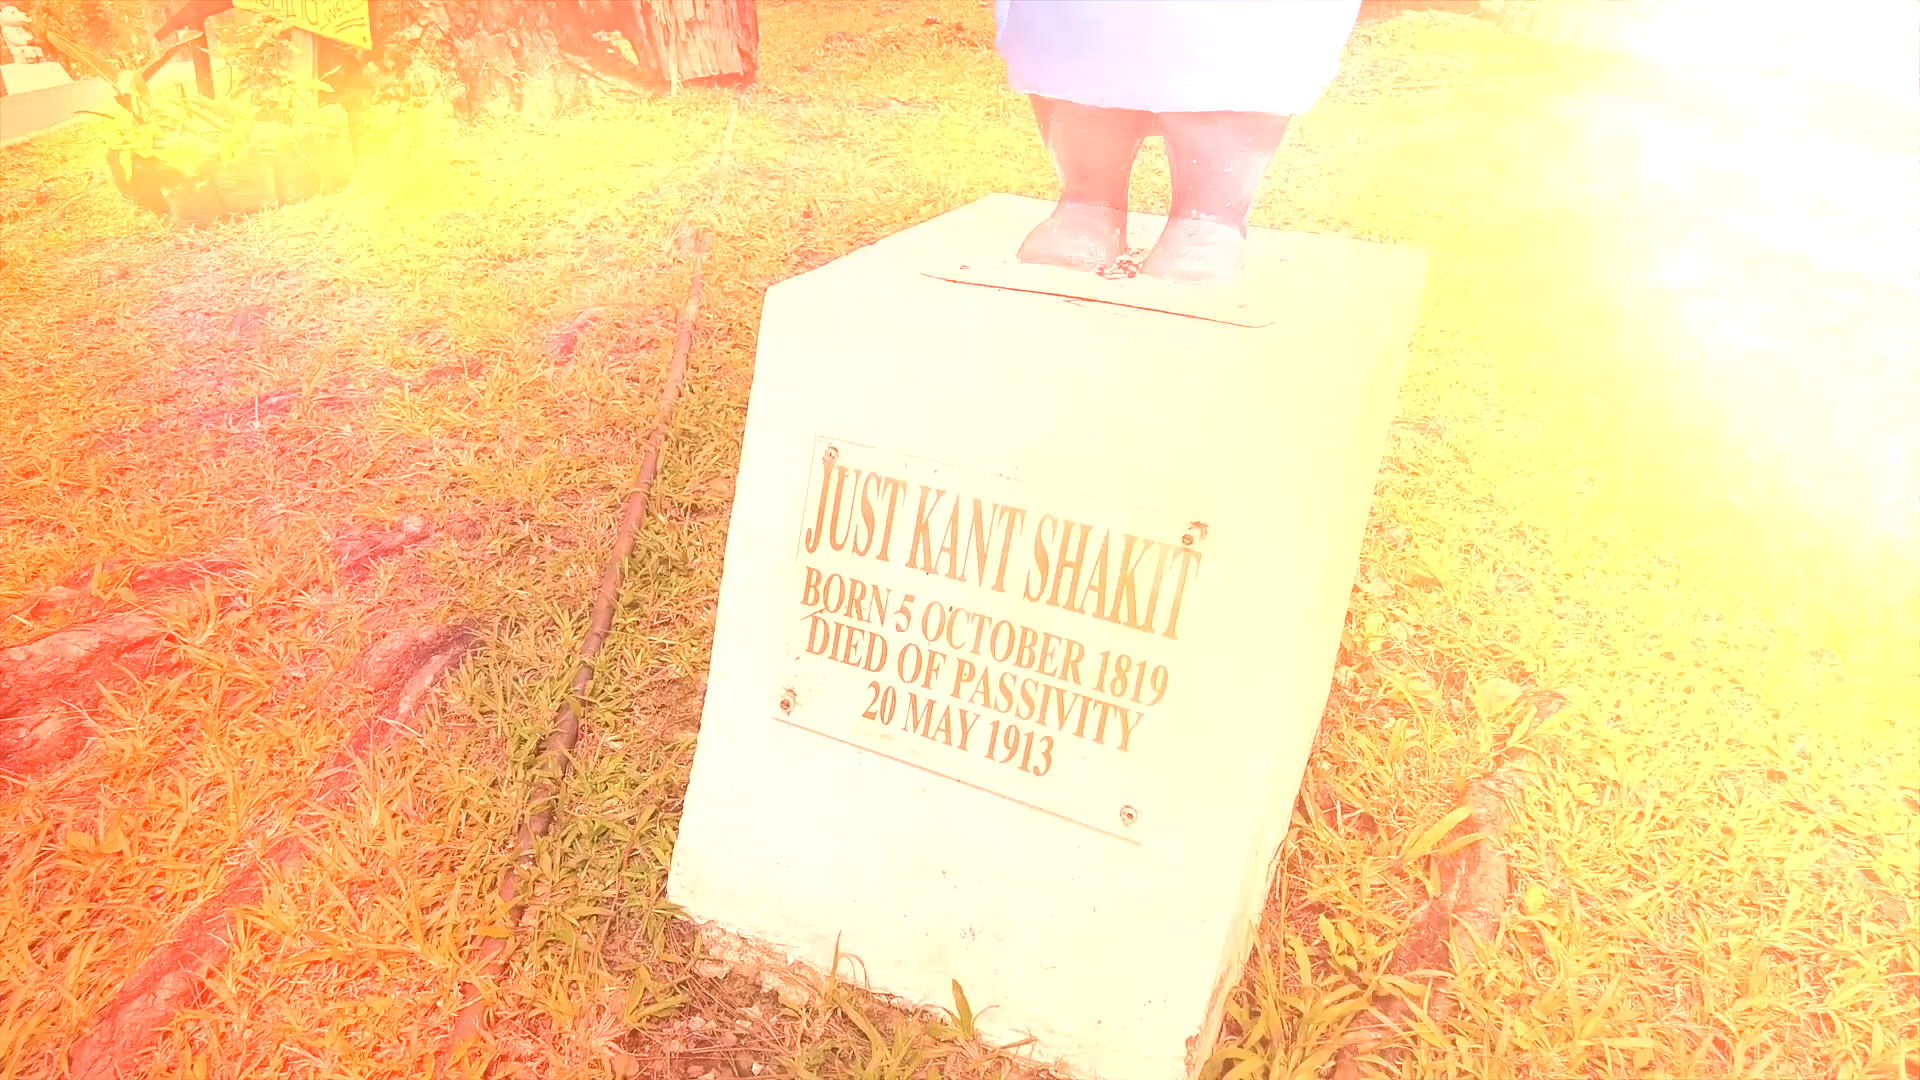 JUST KANT SHAKIT
BORN 5 OCTOBER 1819
DIED OF PASSIVITY
20 MAY 1913